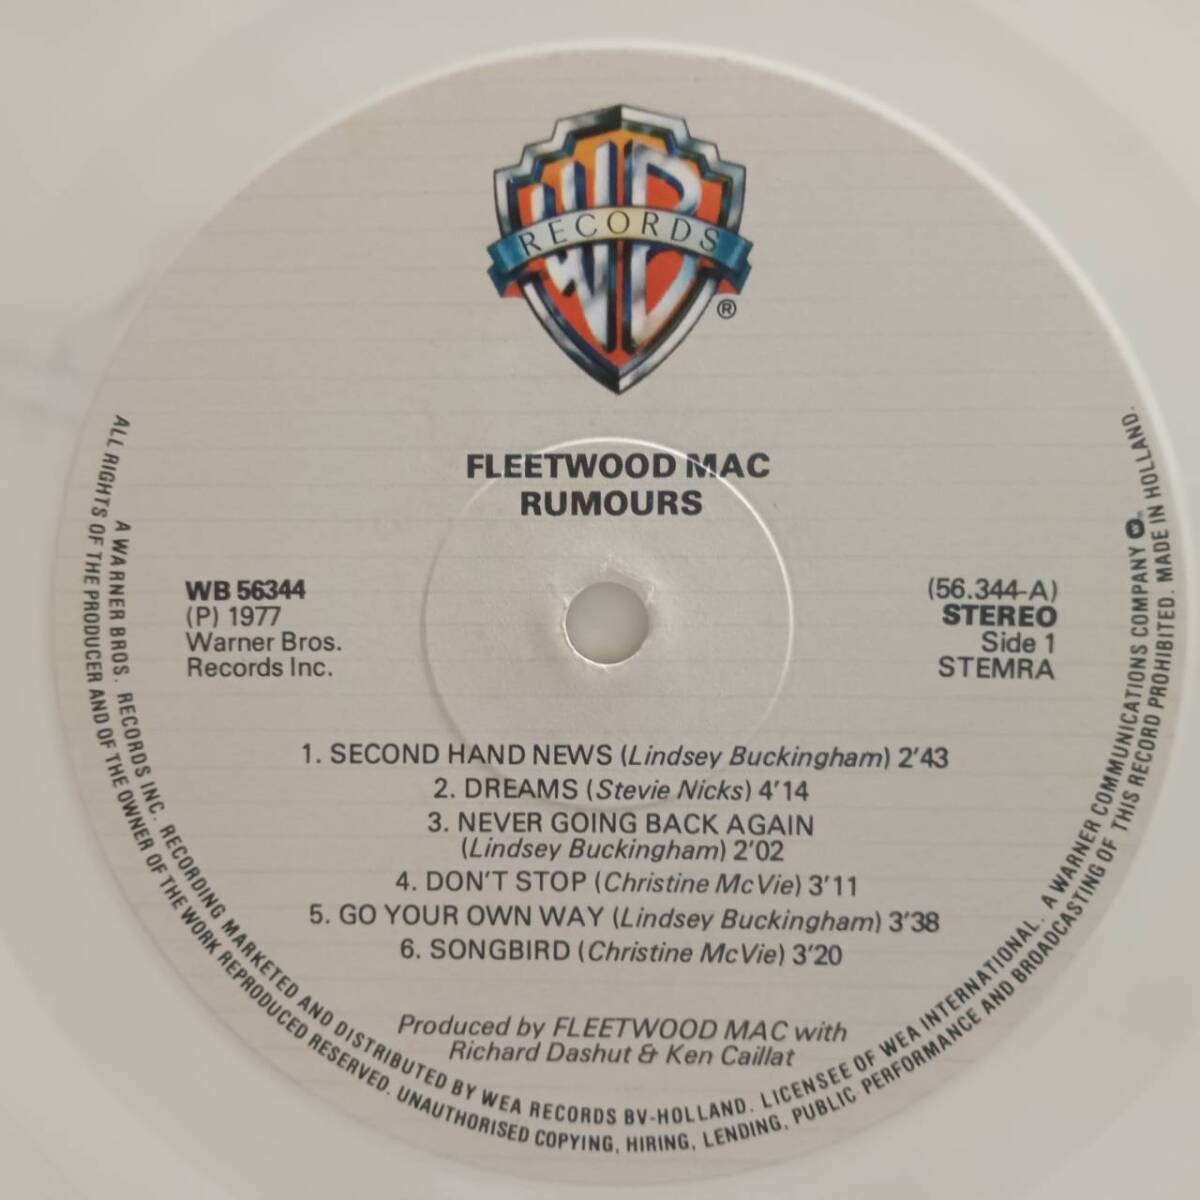 WB
RECORDS
®
FLEETWOOD MAC
RUMOURS
WB 56344
(P) 1977
Warner Bros.
Records Inc.
(56.344-A)
STEREO
Side 1
STEMRA
1. SECOND HAND NEWS (Lindsey Buckingham) 2'43
2. DREAMS (Stevie Nicks) 4'14
3. NEVER GOING BACK AGAIN
(Lindsey Buckingham) 2'02
4. DON'T STOP (Christine McVie) 3'11
5. GO YOUR OWN WAY (Lindsey Buckingham) 3'38
6. SONGBIRD (Christine McVie) 3'20
Produced by FLEETWOOD MAC with
Richard Dashut & Ken Caillat
A WARNER BROS. RECORDS INC. RECORDING MARKETED AND DISTRIBUTED BY WEA RECORDS BV-HOLLAND. LICENSEE OF WEA INTERNATIONAL. A WARNER COMMUNICATIONS COMPANY
ALL RIGHTS OF THE PRODUCER AND OF THE OWNER OF THE WORK REPRODUCED RESERVED. UNAUTHORISED COPYING, HIRING, LENDING, PUBLIC PERFORMANCE AND BROADCASTING OF THIS RECORD PROHIBITED. MADE IN HOLLAND.